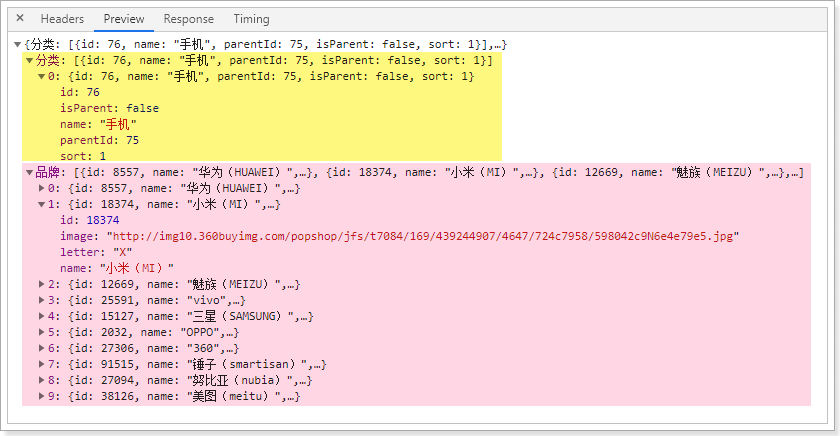 × Headers Preview Response Timing
▼{分类: [{id: 76, name: "手机", parentId: 75, isParent: false, sort: 1}],…}
▼分类: [{id: 76, name: "手机", parentId: 75, isParent: false, sort: 1}]
▼0: {id: 76, name: "手机", parentId: 75, isParent: false, sort: 1}
id: 76
isParent: false
name: "手机"
parentId: 75
sort: 1
▼品牌: [{id: 8557, name: "华为（HUAWEI）",…}, {id: 18374, name: "小米（MI）",…}, {id: 12669, name: "魅族（MEIZU）",…},…]
▶0: {id: 8557, name: "华为（HUAWEI）",…}
▼1: {id: 18374, name: "小米（MI）",…}
id: 18374
image: "http://img10.360buyimg.com/popshop/jfs/t7084/169/439244907/4647/724c7958/598042c9N6e4e79e5.jpg"
letter: "X"
name: "小米（MI）"
▶2: {id: 12669, name: "魅族（MEIZU）",…}
▶3: {id: 25591, name: "vivo",…}
▶4: {id: 15127, name: "三星（SAMSUNG）",…}
▶5: {id: 2032, name: "OPPO",…}
▶6: {id: 27306, name: "360",…}
▶7: {id: 91515, name: "锤子（smartisan）",…}
▶8: {id: 27094, name: "努比亚（nubia）",…}
▶9: {id: 38126, name: "美图（meitu）",…}